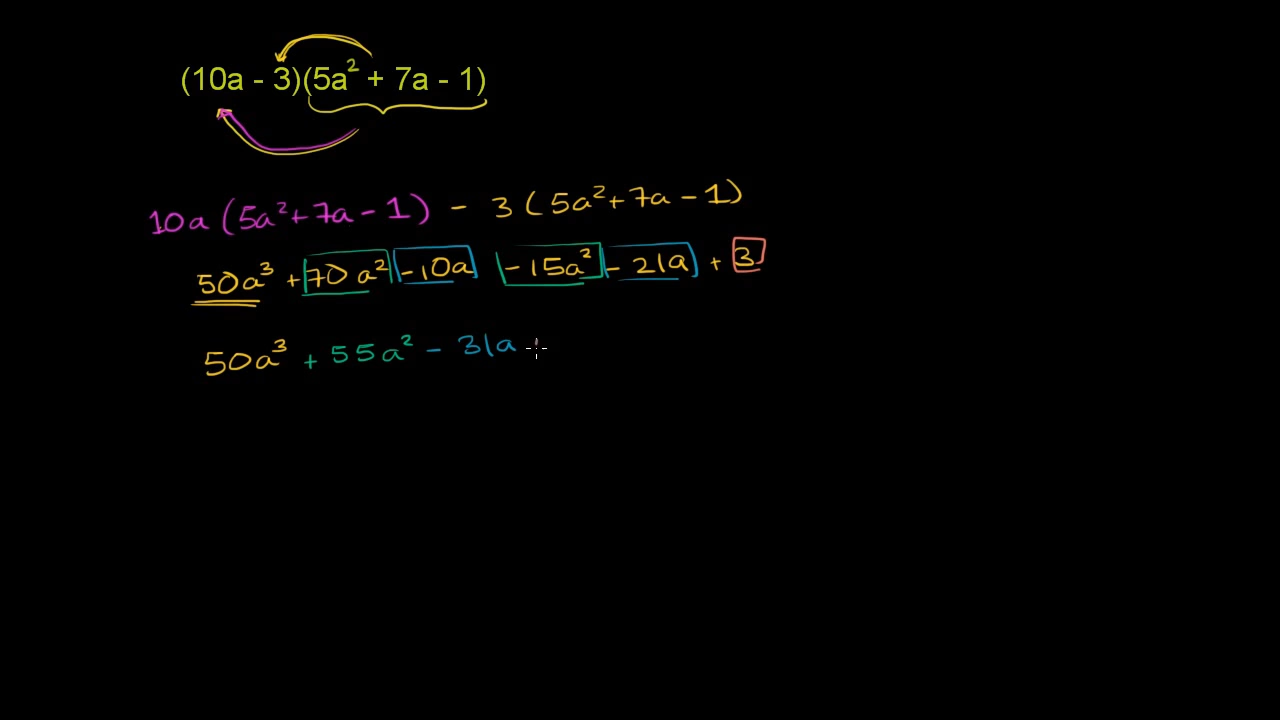 (10a - 3)(5a² + 7a - 1)
10a (5a² + 7a - 1) - 3 (5a² + 7a - 1)
50a³ + 70a² - 10a - 15a² - 21a + 3
50a³ + 55a² - 31a